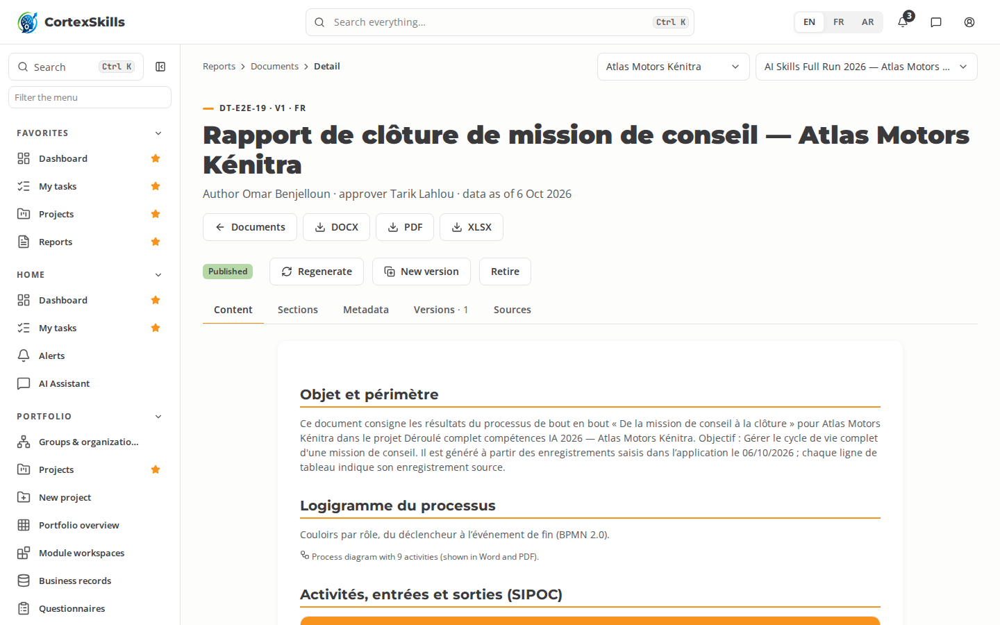 CortexSkills
Search everything...
Ctrl K
EN
FR
AR
3
Search
Ctrl K
Filter the menu
FAVORITES
Dashboard
My tasks
Projects
Reports
HOME
Dashboard
My tasks
Alerts
AI Assistant
PORTFOLIO
Groups & organizatio...
Projects
New project
Portfolio overview
Module workspaces
Business records
Questionnaires
Reports > Documents > Detail
Atlas Motors Kénitra
AI Skills Full Run 2026 — Atlas Motors ...
DT-E2E-19 · V1 · FR
Rapport de clôture de mission de conseil — Atlas Motors
Kénitra
Author Omar Benjelloun · approver Tarik Lahlou · data as of 6 Oct 2026
Documents
DOCX
PDF
XLSX
Published
Regenerate
New version
Retire
Content
Sections
Metadata
Versions · 1
Sources
Objet et périmètre
Ce document consigne les résultats du processus de bout en bout « De la mission de conseil à la clôture » pour Atlas Motors
Kénitra dans le projet Déroulé complet compétences IA 2026 — Atlas Motors Kénitra. Objectif : Gérer le cycle de vie complet
d'une mission de conseil. Il est généré à partir des enregistrements saisis dans l’application le 06/10/2026 ; chaque ligne de
tableau indique son enregistrement source.
Logigramme du processus
Couloirs par rôle, du déclencheur à l’événement de fin (BPMN 2.0).
Process diagram with 9 activities (shown in Word and PDF).
Activités, entrées et sorties (SIPOC)